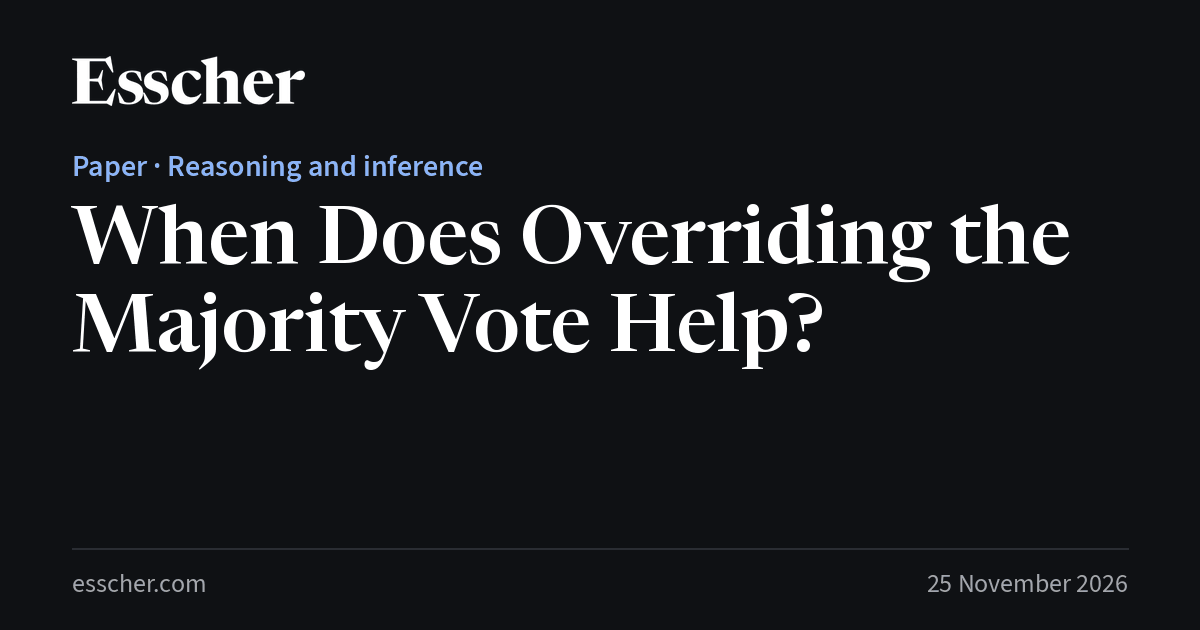 Esscher
Paper · Reasoning and inference
When Does Overriding the
Majority Vote Help?
esscher.com
25 November 2026